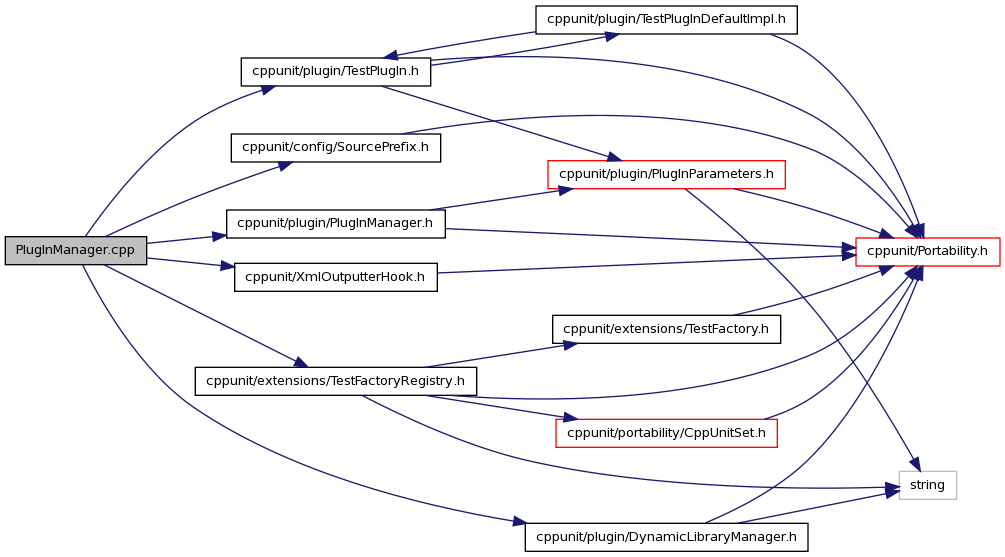 cppunit/plugin/TestPlugInDefaultImpl.h
cppunit/plugin/TestPlugIn.h
cppunit/config/SourcePrefix.h
cppunit/plugin/PlugInParameters.h
cppunit/plugin/PlugInManager.h
PlugInManager.cpp
cppunit/Portability.h
cppunit/XmlOutputterHook.h
cppunit/extensions/TestFactory.h
cppunit/extensions/TestFactoryRegistry.h
cppunit/portability/CppUnitSet.h
string
cppunit/plugin/DynamicLibraryManager.h